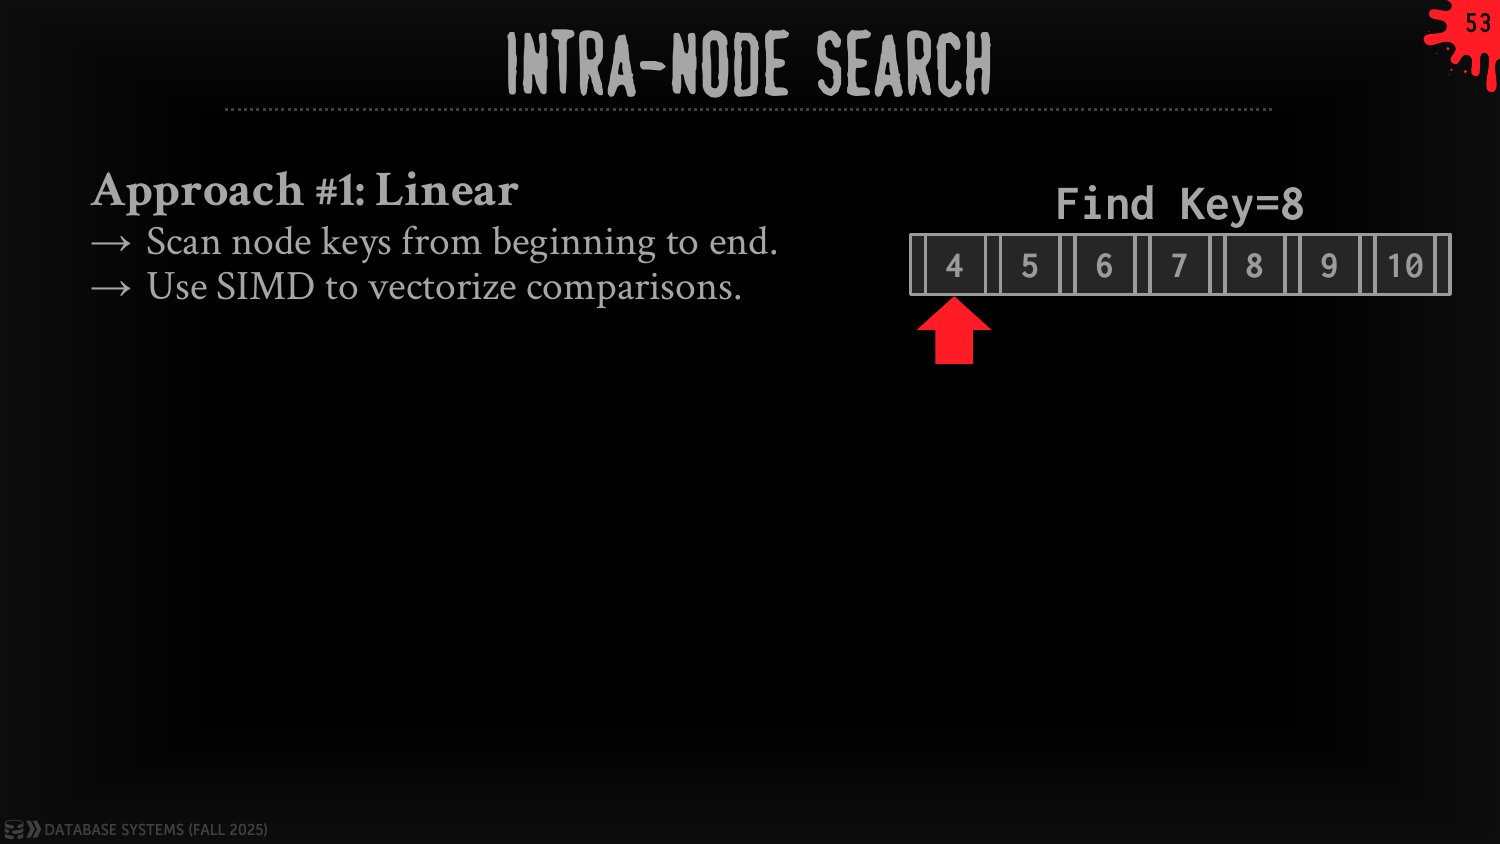 53
INTRA-NODE SEARCH
Approach #1: Linear
→ Scan node keys from beginning to end.
→ Use SIMD to vectorize comparisons.
Find Key=8
4 5 6 7 8 9 10
DATABASE SYSTEMS (FALL 2025)